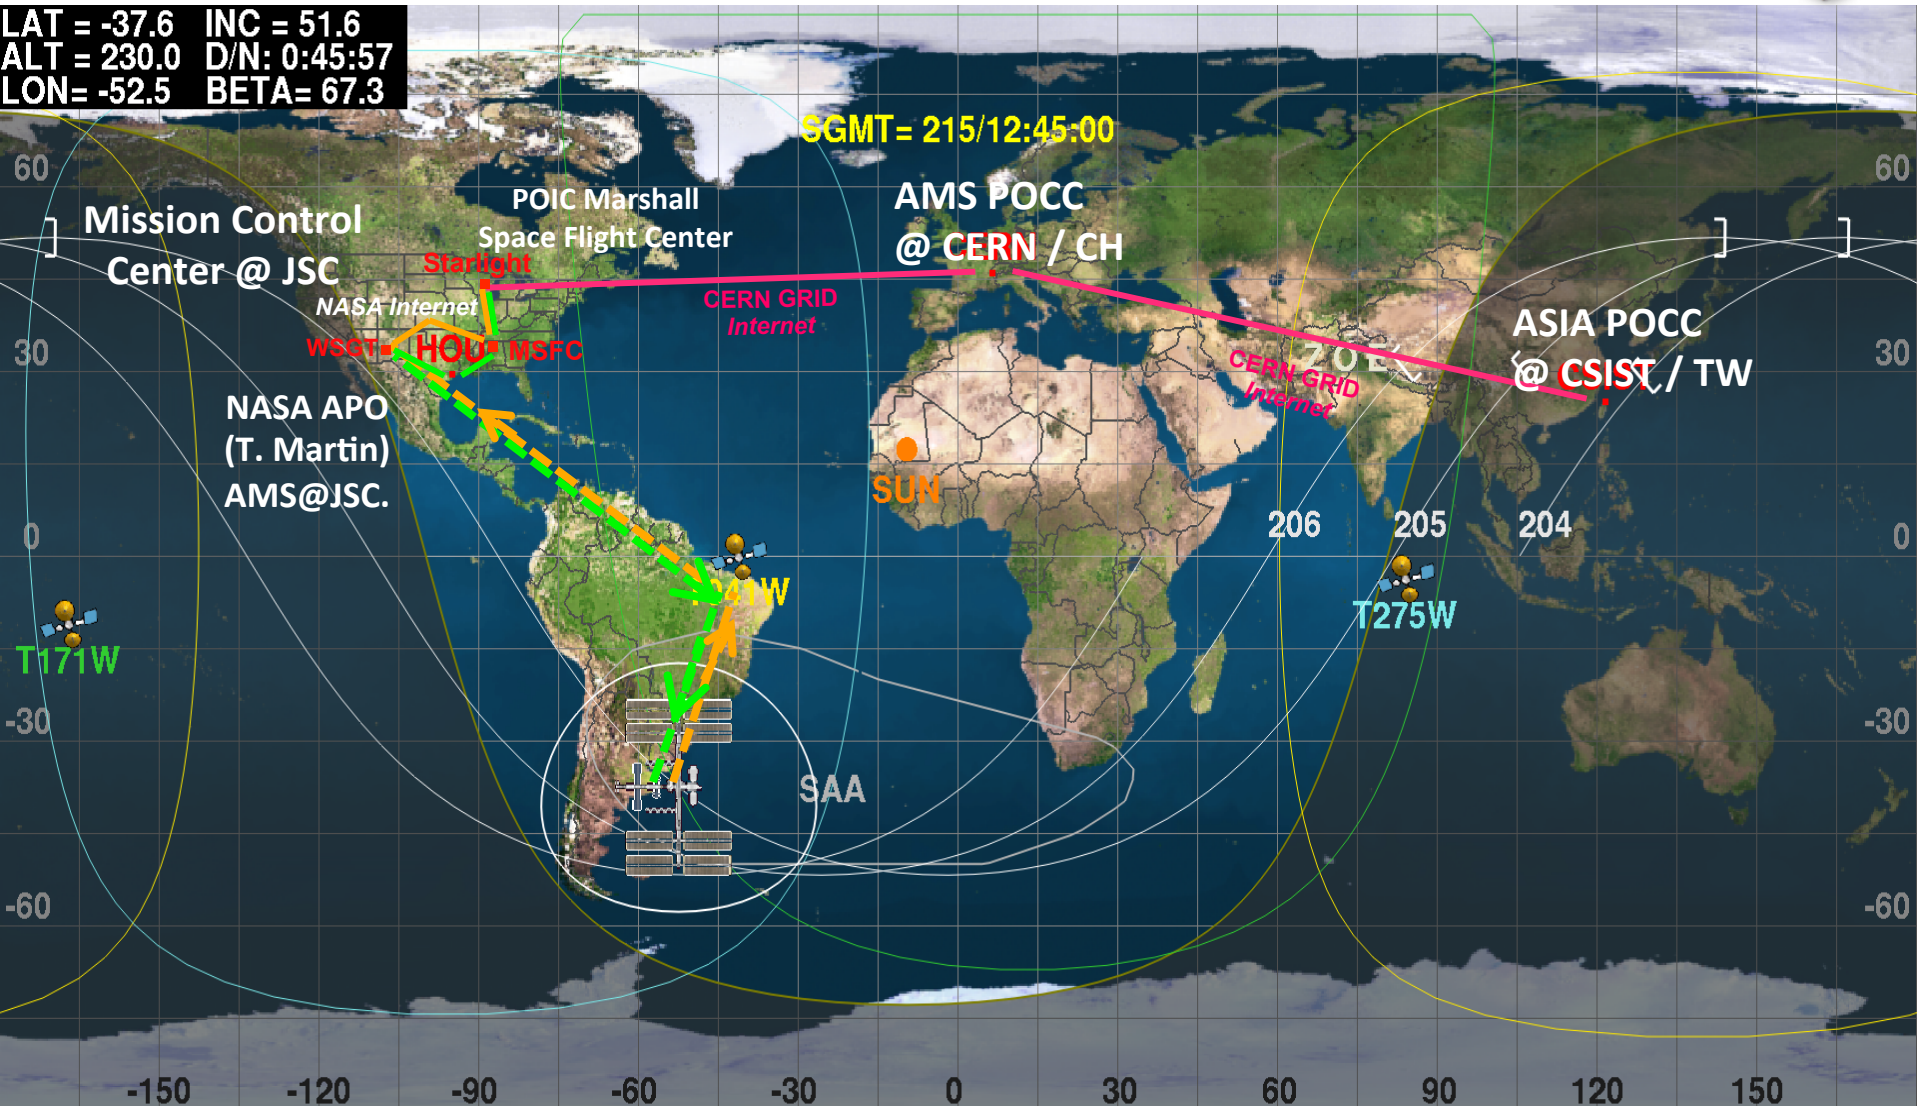 LAT = -37.6 INC = 51.6
ALT = 230.0 D/N: 0:45:57
LON= -52.5 BETA= 67.3
SGMT= 215/12:45:00
60
60
POIC Marshall
Space Flight Center
AMS POCC
@ CERN / CH
Mission Control
Center @ JSC
Starlight
NASA Internet
CERN GRID
Internet
WSGT
HOU
MSFC
30
30
ZOE
CERN GRID
Internet
ASIA POCC
@ CSIST / TW
NASA APO
(T. Martin)
AMS@JSC.
SUN
0
206
205
204
0
T275W
T171W
-30
-30
SAA
-60
-60
-150
-120
-90
-60
-30
0
30
60
90
120
150